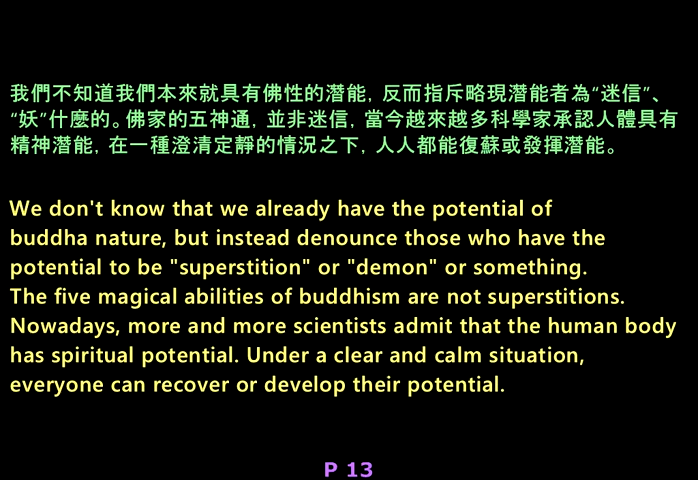 我們不知道我們本來就具有佛性的潛能, 反而指斥略現潛能者為“迷信”、
“妖”什麼的。佛家的五神通, 並非迷信, 當今越來越多科學家承認人體具有
精神潛能, 在一種澄清定靜的情況之下, 人人都能復蘇或發揮潛能。
We don't know that we already have the potential of
buddha nature, but instead denounce those who have the
potential to be "superstition" or "demon" or something.
The five magical abilities of buddhism are not superstitions.
Nowadays, more and more scientists admit that the human body
has spiritual potential. Under a clear and calm situation,
everyone can recover or develop their potential.
P 13